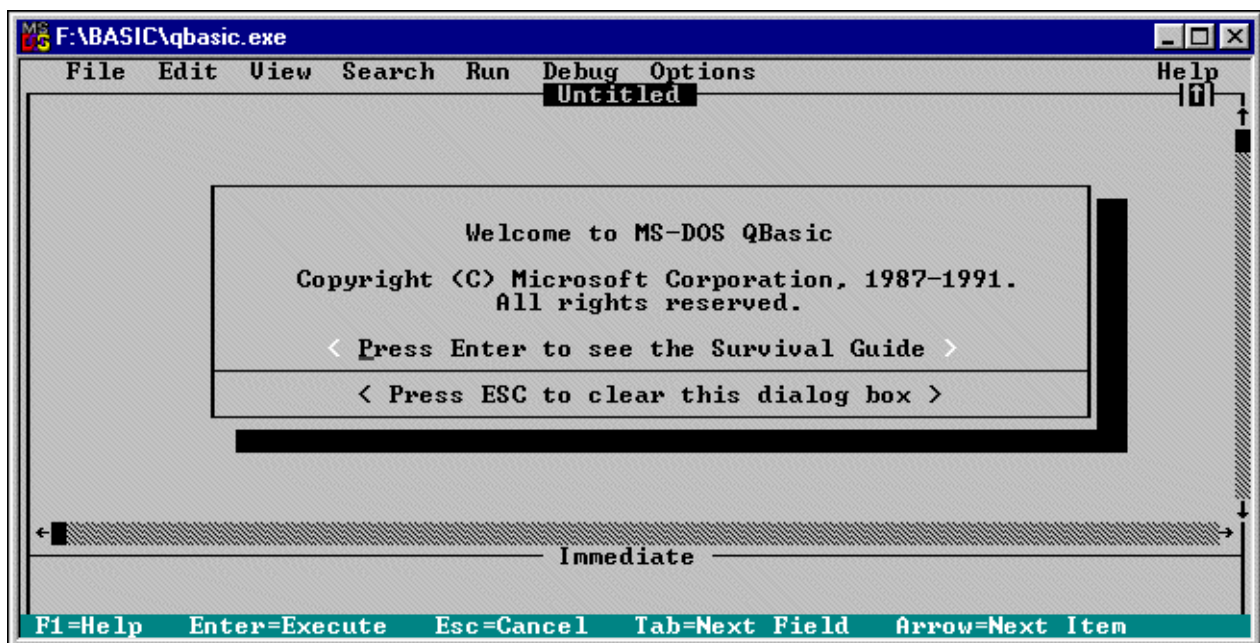 MS DOS F:\BASIC\qbasic.exe
File Edit View Search Run Debug Options Help
Untitled
Welcome to MS-DOS QBasic
Copyright (C) Microsoft Corporation, 1987-1991.
All rights reserved.
< Press Enter to see the Survival Guide >
< Press ESC to clear this dialog box >
Immediate
F1=Help Enter=Execute Esc=Cancel Tab=Next Field Arrow=Next Item